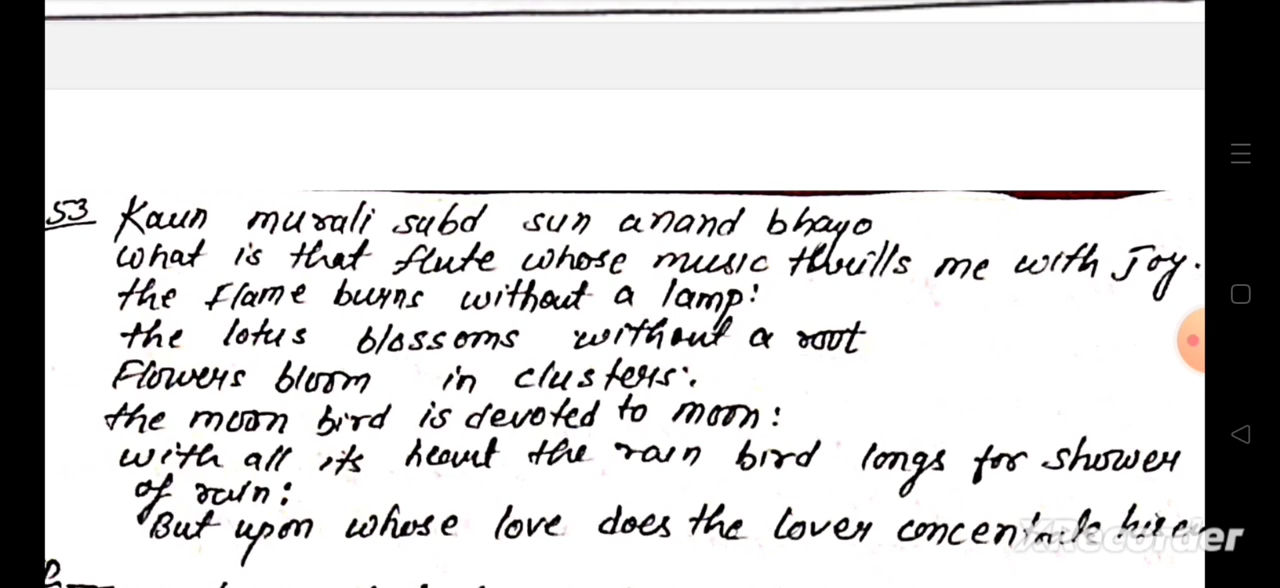 53 Kaun murali subd sun anand bhayo
What is that flute whose music thrills me with Joy.
the flame burns without a lamp:
the lotus blossoms without a root
Flowers bloom in clusters:
the moon bird is devoted to moon:
with all its heart the rain bird longs for shower
of rain:
But upon whose love does the lover concentrate
XRecorder